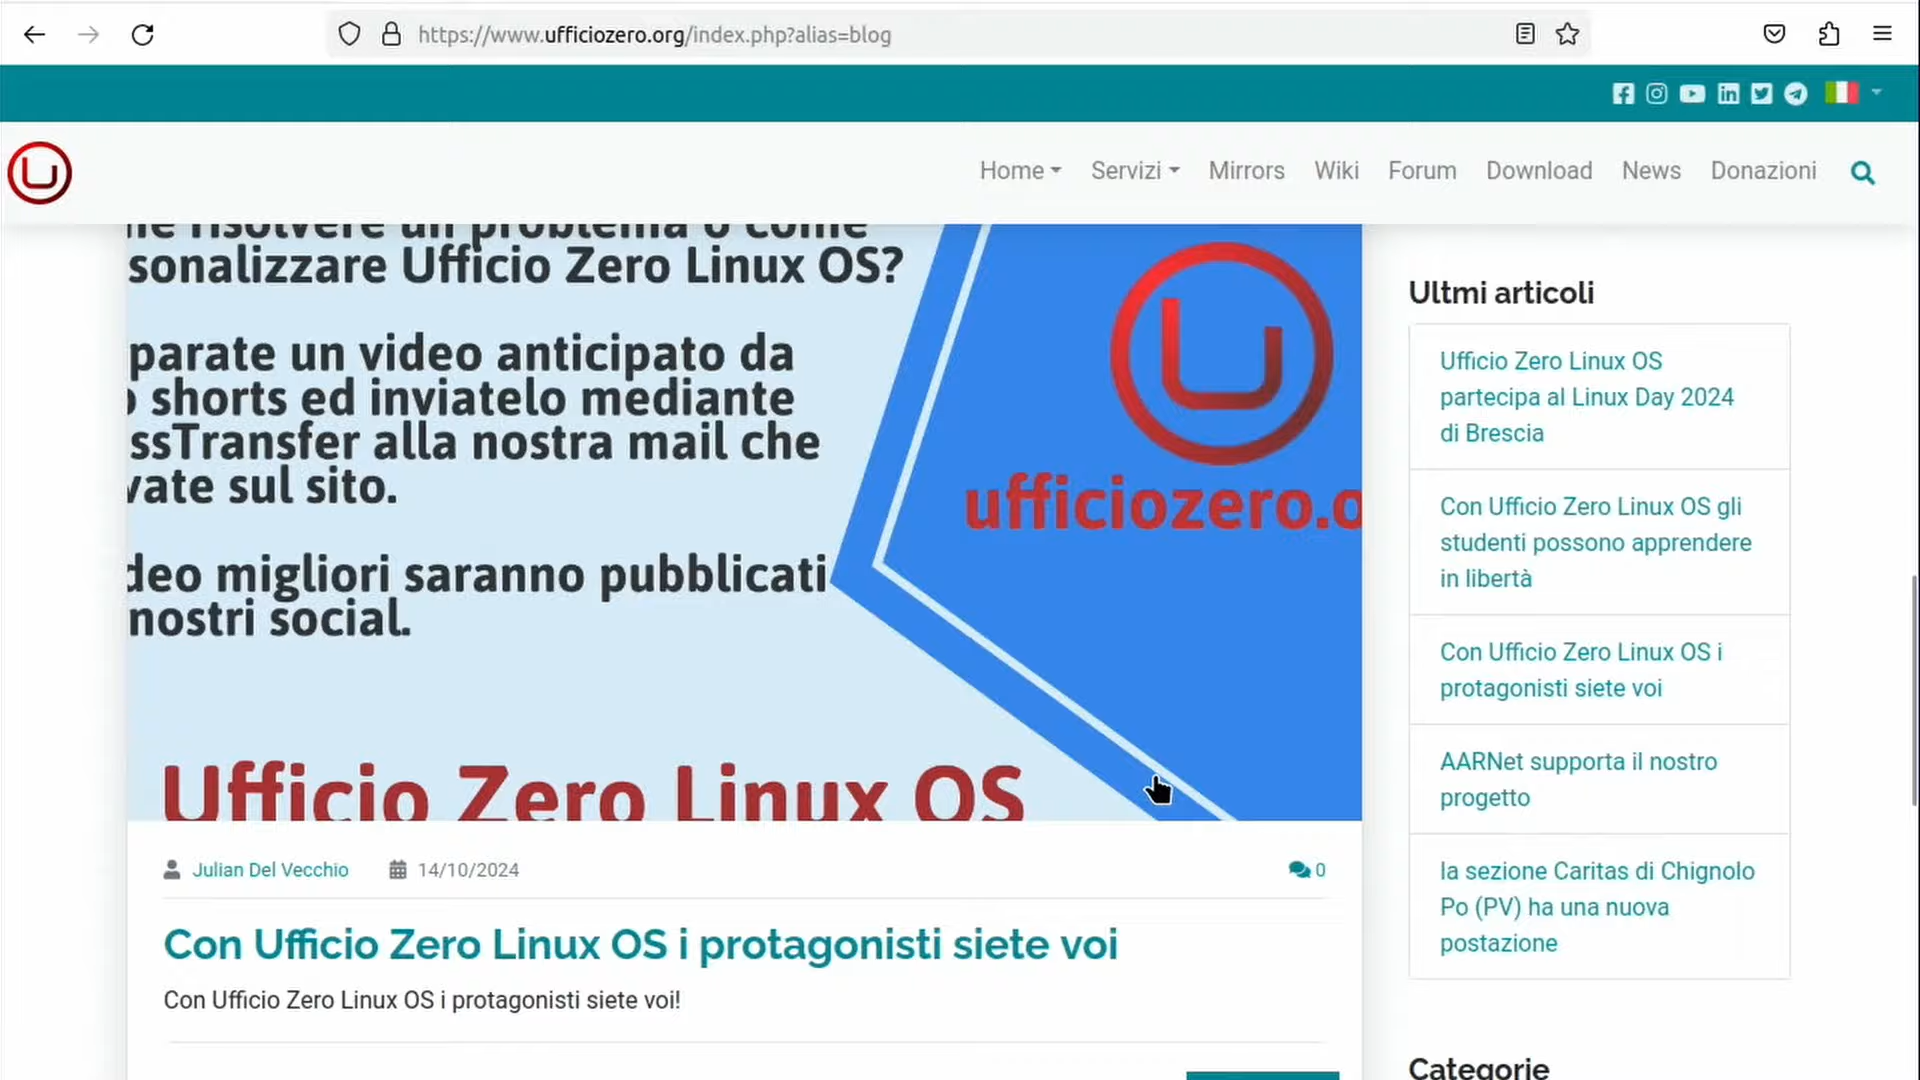 https://www.ufficiozero.org/index.php?alias=blog
Home Servizi Mirrors Wiki Forum Download News Donazioni
risolvere un problema o come
sonalizzare Ufficio Zero Linux OS?
parate un video anticipato da
shorts ed inviatelo mediante
ssTransfer alla nostra mail che
vate sul sito.
deo migliori saranno pubblicati
nostri social.
ufficiozero.o
Ufficio Zero Linux OS
Julian Del Vecchio 14/10/2024 0
Con Ufficio Zero Linux OS i protagonisti siete voi
Con Ufficio Zero Linux OS i protagonisti siete voi!
Ultmi articoli
Ufficio Zero Linux OS
partecipa al Linux Day 2024
di Brescia
Con Ufficio Zero Linux OS gli
studenti possono apprendere
in libertà
Con Ufficio Zero Linux OS i
protagonisti siete voi
AARNet supporta il nostro
progetto
la sezione Caritas di Chignolo
Po (PV) ha una nuova
postazione
Categorie